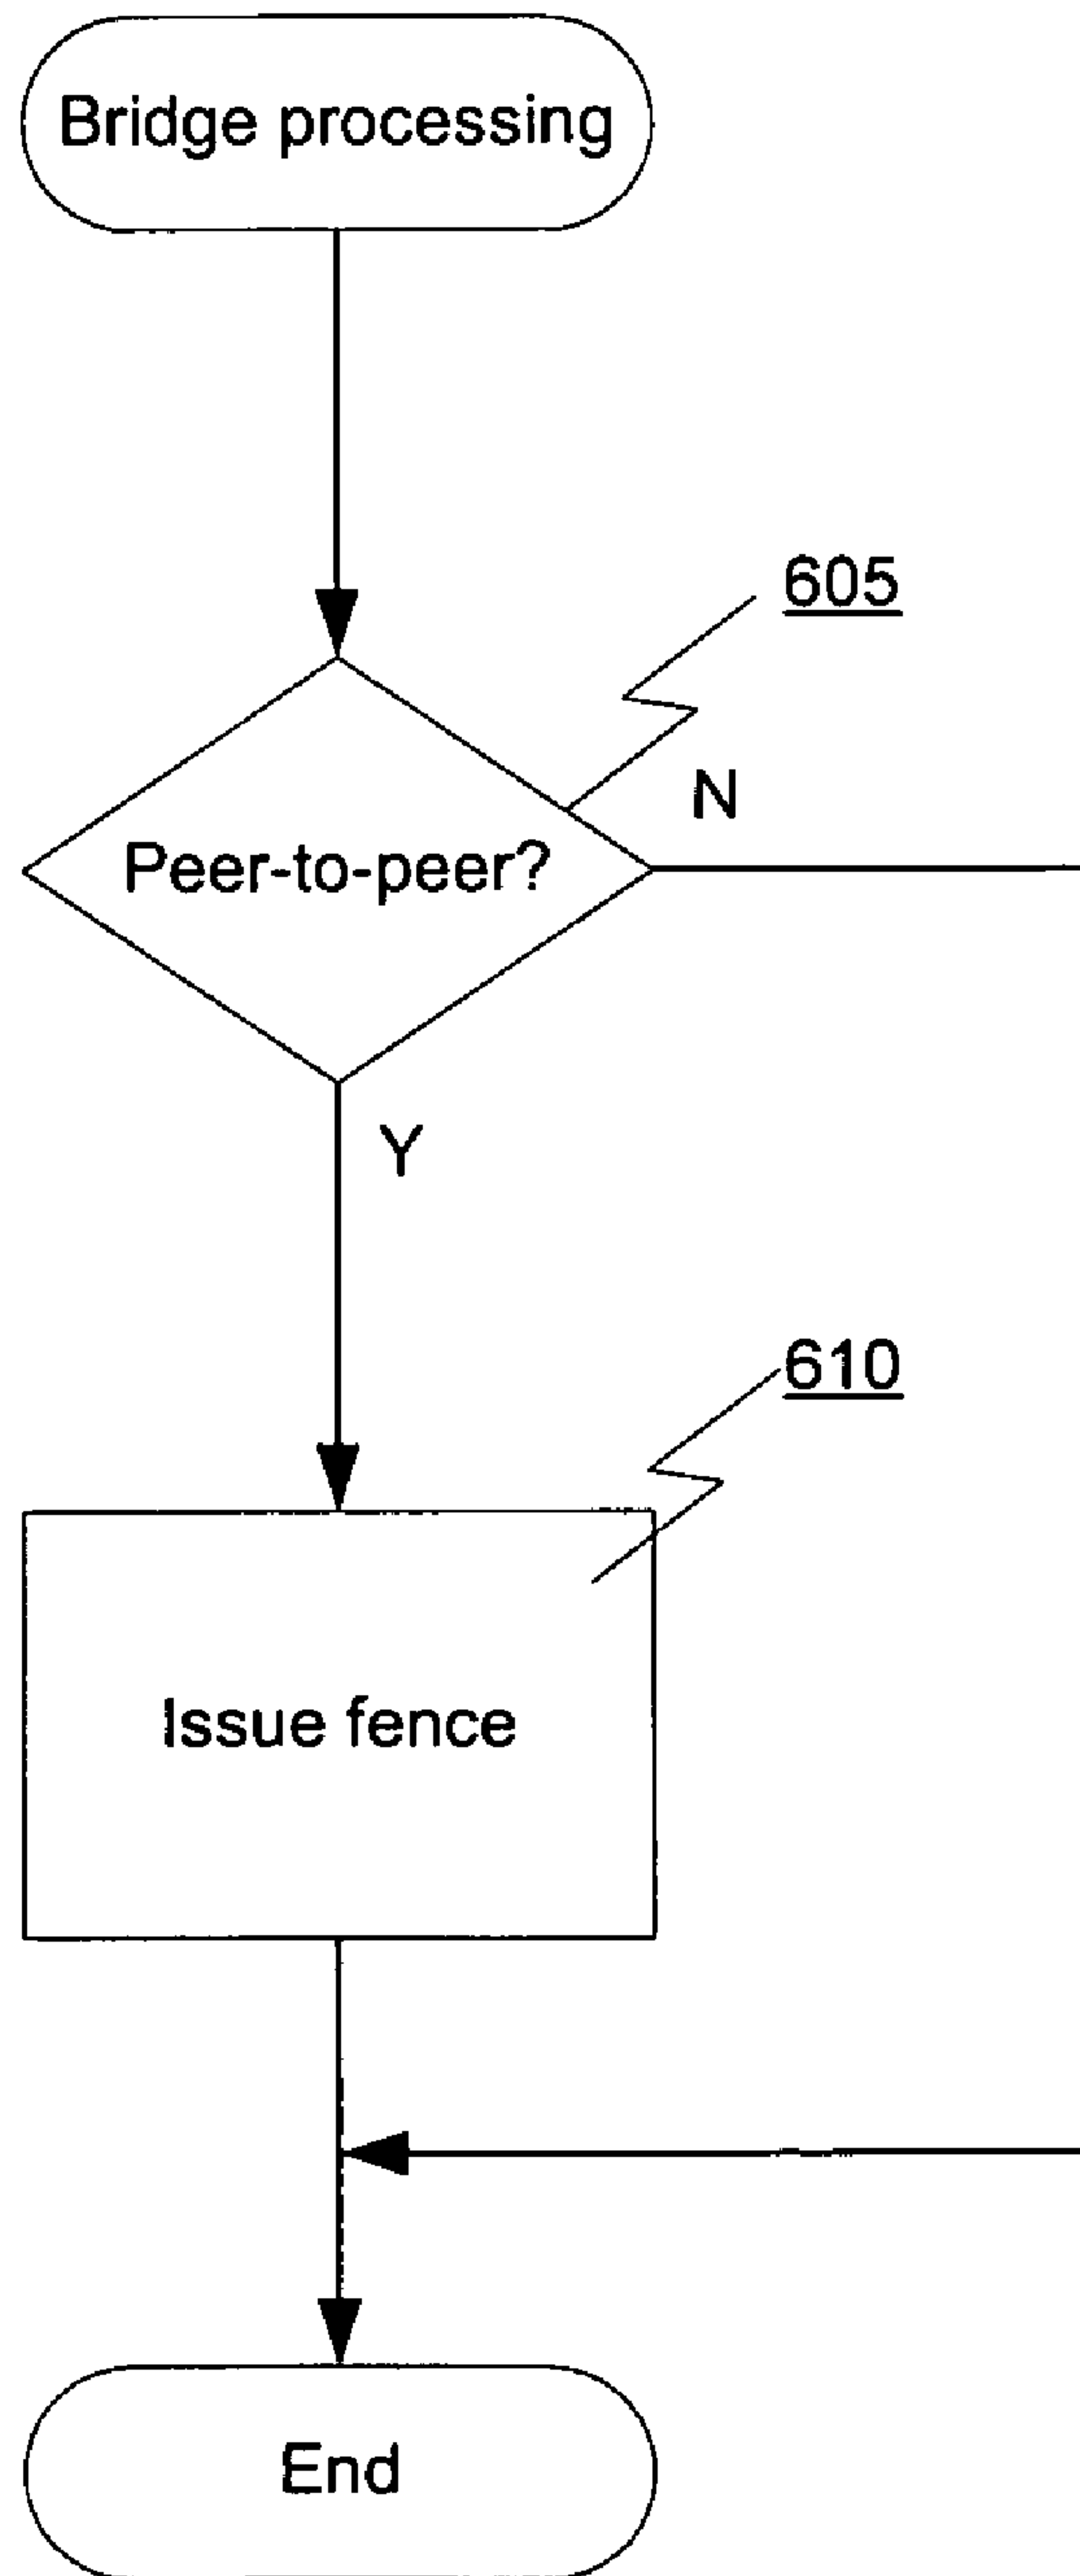 Bridge processing
605
N
Peer-to-peer?
Y
610
Issue fence
End